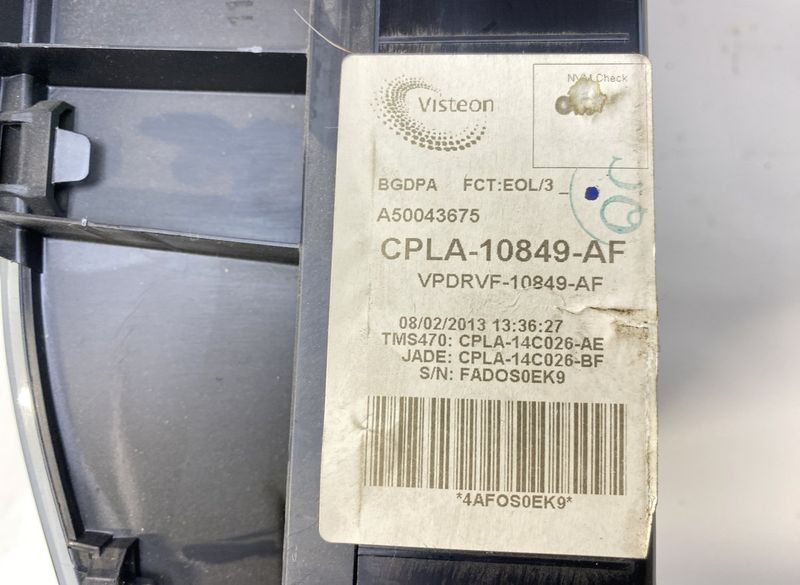 Visteon
NVM Check
BGDPA FCT:EOL/3_
A50043675
CPLA-10849-AF
VPDRVF-10849-AF
08/02/2013 13:36:27
TMS470: CPLA-14C026-AE
JADE: CPLA-14C026-BF
S/N: FADOS0EK9
*4AFOS0EK9*